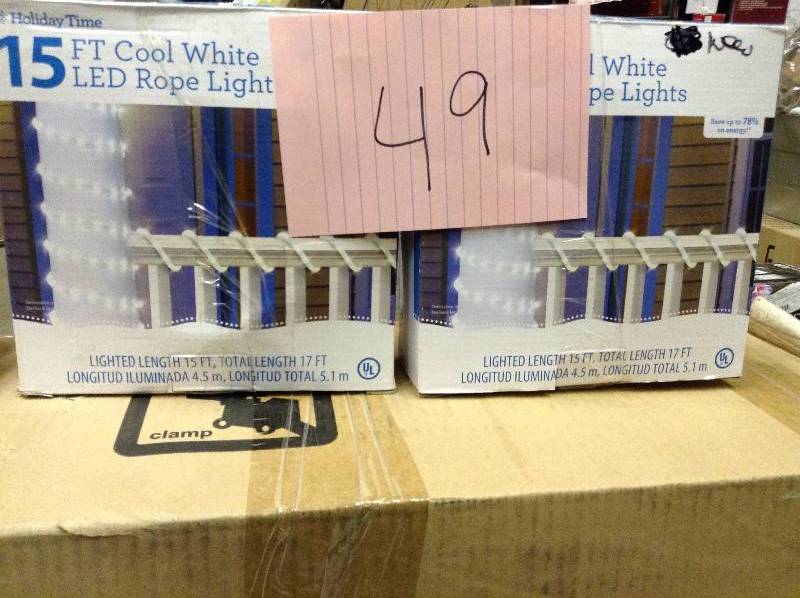 Holiday Time
15 FT Cool White
LED Rope Light
49
l White
pe Lights
Save up to 78%
on energy!
LIGHTED LENGTH 15 FT, TOTAL LENGTH 17 FT
LONGITUD ILUMINADA 4.5 m, LONGITUD TOTAL 5.1 m
UL
LIGHTED LENGTH 15 FT, TOTAL LENGTH 17 FT
LONGITUD ILUMINADA 4.5 m, LONGITUD TOTAL 5.1 m
UL
clamp